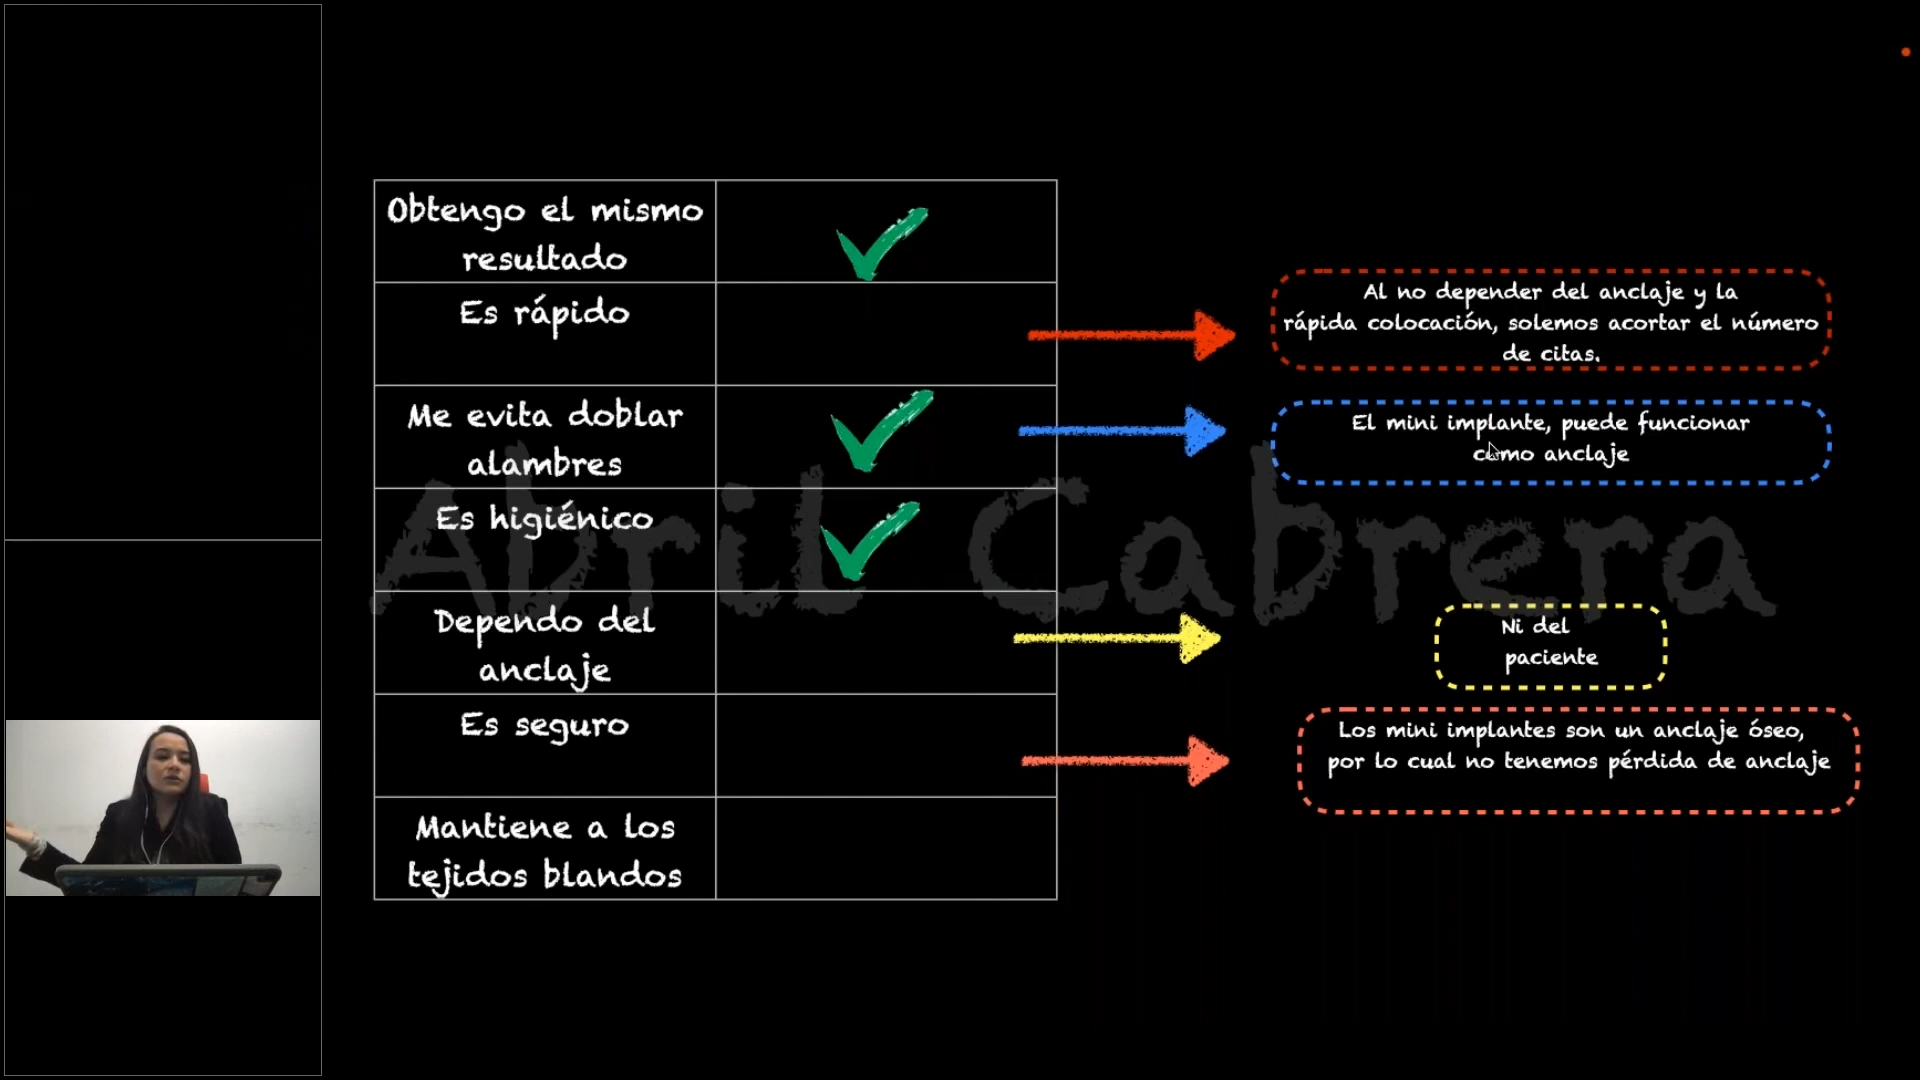 Obtengo el mismo
resultado
Es rápido
Al no depender del anclaje y la
rápida colocación, solemos acortar el número
de citas.
Me evita doblar
alambres
El mini implante, puede funcionar
como anclaje
Es higiénico
Abril Cabrera
Dependo del
anclaje
Ni del
paciente
Es seguro
Los mini implantes son un anclaje óseo,
por lo cual no tenemos pérdida de anclaje
Mantiene a los
tejidos blandos